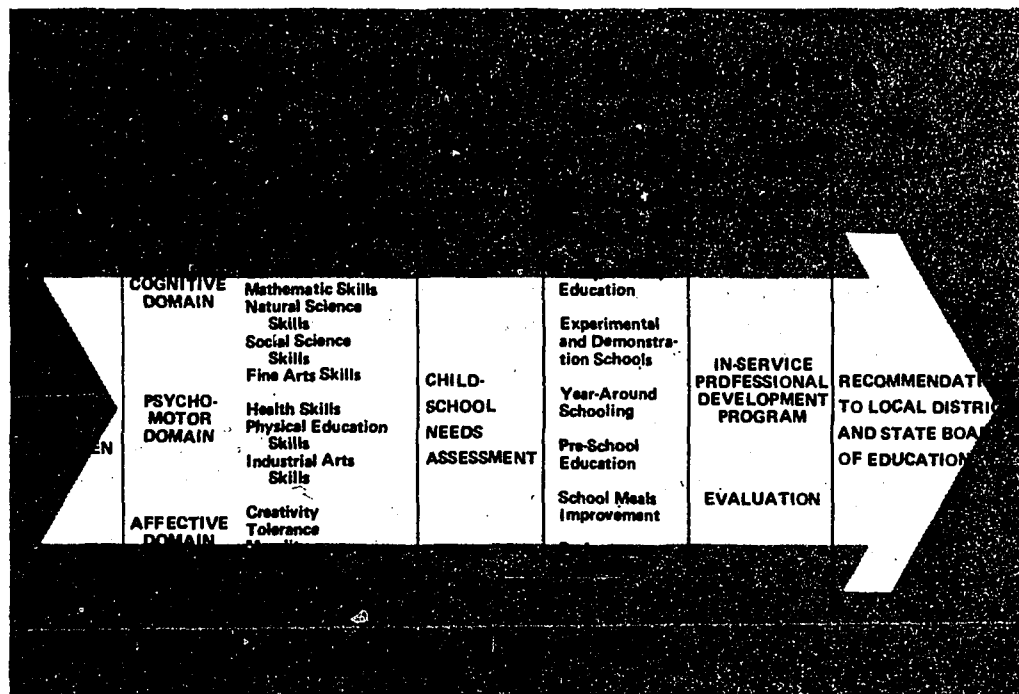 COGNITIVE
DOMAIN
PSYCHO-
MOTOR
DOMAIN
AFFECTIVE
DOMAIN
Mathematic Skills
Natural Science
Skills
Social Science
Skills
Fine Arts Skills
Health Skills
Physical Education
Skills
Industrial Arts
Skills
Creativity
Tolerance
CHILD-
SCHOOL
NEEDS
ASSESSMENT
Education
Experimental
and Demonstra-
tion Schools
Year-Around
Schooling
Pre-School
Education
School Meals
Improvement
IN-SERVICE
PROFESSIONAL
DEVELOPMENT
PROGRAM
EVALUATION
RECOMMENDAT
TO LOCAL DISTRIC
AND STATE BOA
OF EDUCATION